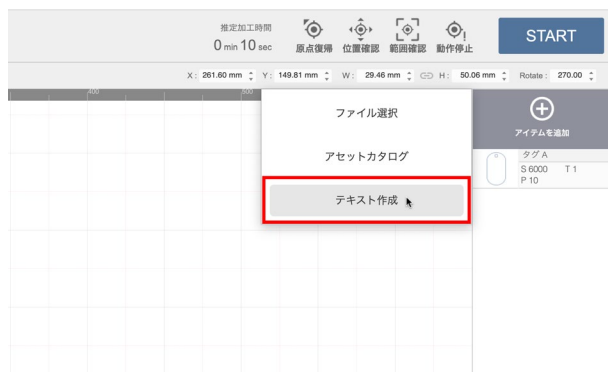 推定加工時間
0 min 10 sec
原点復帰 位置確認 範囲確認 動作停止
START
X : 261.60 mm Y : 149.81 mm W : 29.46 mm H : 50.06 mm Rotate : 270.00
400 500
ファイル選択
アセットカタログ
テキスト作成
アイテムを追加
タグ A
S 6000 T 1
P 10